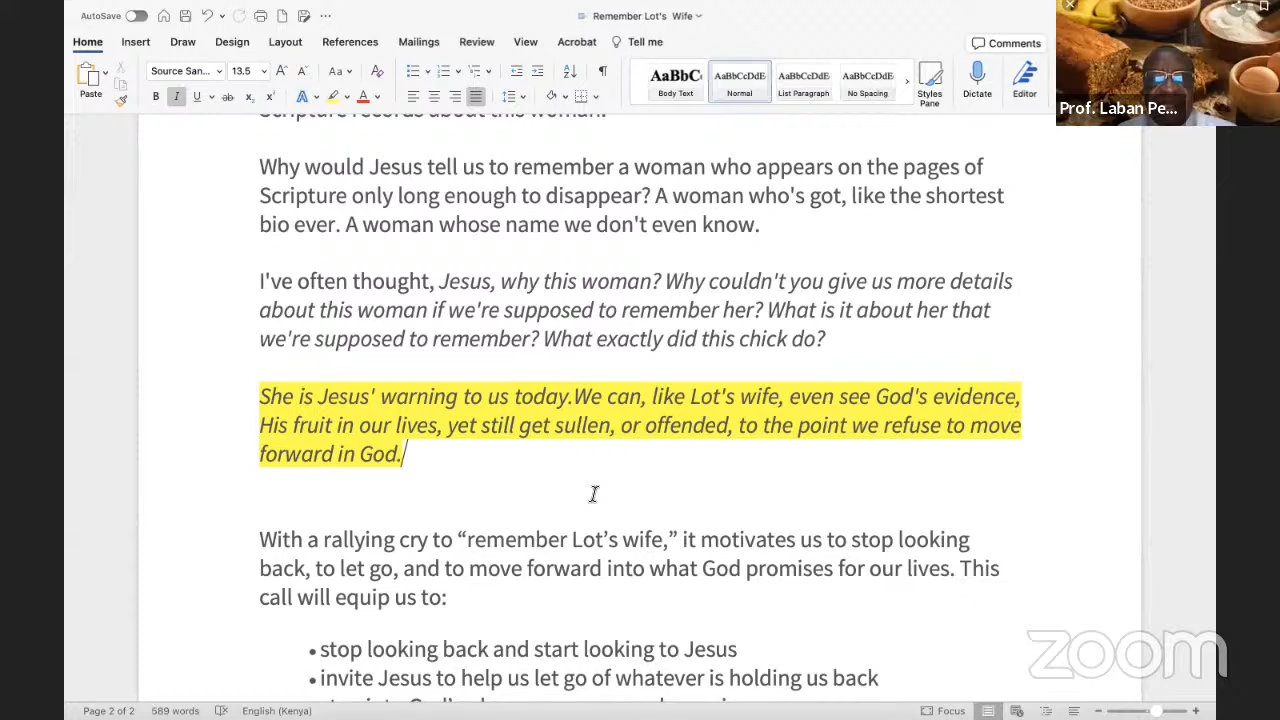 AutoSave
Remember Lot's Wife
Home Insert Draw Design Layout References Mailings Review View Acrobat Tell me
Comments
Paste
Source San... 13.5
Aa
B I U ab x2 x2 A A
AaBbC AaBbCcDdE AaBbCcDdE AaBbCcDdE
Body Text Normal List Paragraph No Spacing
Styles Pane
Dictate
Editor
Prof. Laban Pe...
Scripture records about this woman.
Why would Jesus tell us to remember a woman who appears on the pages of
Scripture only long enough to disappear? A woman who's got, like the shortest
bio ever. A woman whose name we don't even know.
I've often thought, Jesus, why this woman? Why couldn't you give us more details
about this woman if we're supposed to remember her? What is it about her that
we're supposed to remember? What exactly did this chick do?
She is Jesus' warning to us today.We can, like Lot's wife, even see God's evidence,
His fruit in our lives, yet still get sullen, or offended, to the point we refuse to move
forward in God.
With a rallying cry to “remember Lot’s wife,” it motivates us to stop looking
back, to let go, and to move forward into what God promises for our lives. This
call will equip us to:
• stop looking back and start looking to Jesus
• invite Jesus to help us let go of whatever is holding us back
zoom
Page 2 of 2 589 words English (Kenya) Focus